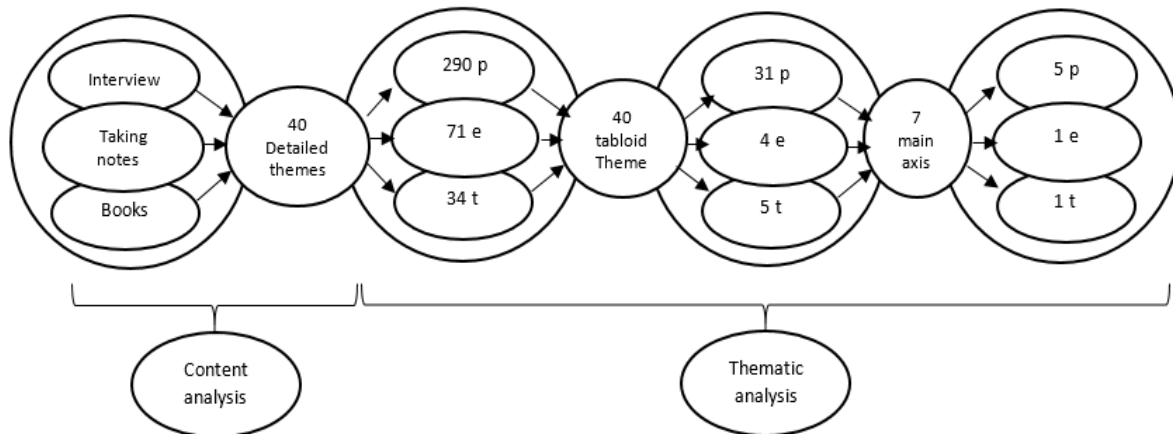 Interview
Taking
notes
Books
40
Detailed
themes
290 p
71 e
34 t
40
tabloid
Theme
31 p
4 e
5 t
7
main
axis
5 p
1 e
1 t
Content
analysis
Thematic
analysis